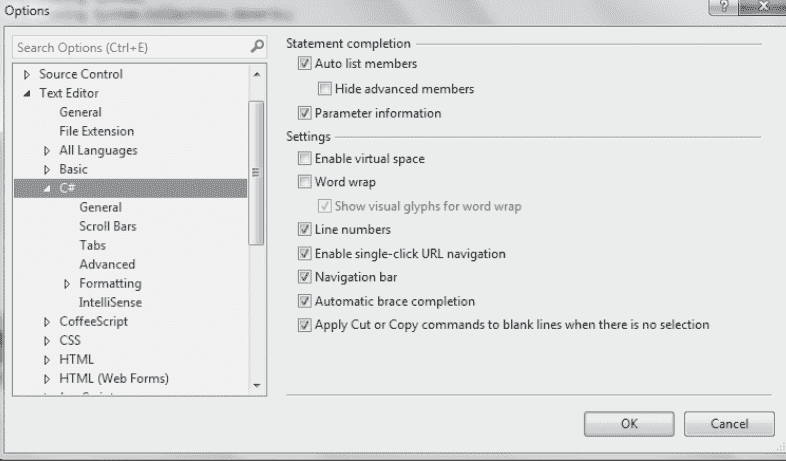 Options
Search Options (Ctrl+E)
Source Control
Text Editor
General
File Extension
All Languages
Basic
C#
General
Scroll Bars
Tabs
Advanced
Formatting
IntelliSense
CoffeeScript
CSS
HTML
HTML (Web Forms)
Statement completion
Auto list members
Hide advanced members
Parameter information
Settings
Enable virtual space
Word wrap
Show visual glyphs for word wrap
Line numbers
Enable single-click URL navigation
Navigation bar
Automatic brace completion
Apply Cut or Copy commands to blank lines when there is no selection
OK
Cancel